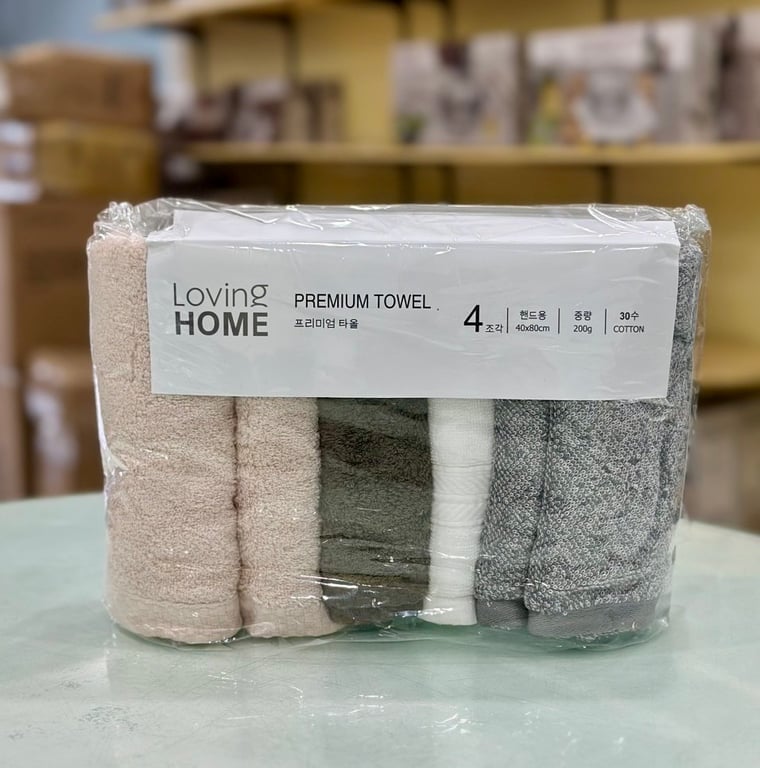 Loving
HOME
PREMIUM TOWEL
프리미엄 타올
4조각
핸드용
40x80cm
중량
200g
30수
COTTON